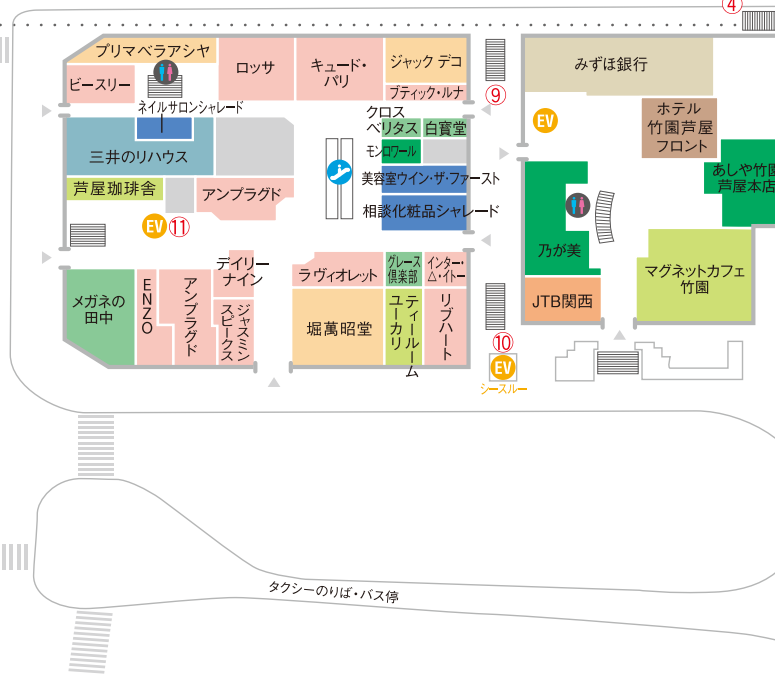 ④
プリマベラアシヤ
ロッサ
キュード・
パリ
ジャック デコ
みずほ銀行
ビースリー
ブティック・ルナ
⑨
ネイルサロンシャレード
クロス
ベリタス
白寶堂
EV
ホテル
竹園芦屋
フロント
三井のリハウス
モンロワール
あしや竹園
芦屋本店
美容室ウイン・ザ・ファースト
芦屋珈琲舎
アンプラグド
相談化粧品シャレード
EV
⑪
乃が美
デイリー
ナイン
ラヴィオレット
グレース
倶楽部
インター・
△・イトー
マグネットカフェ
竹園
メガネの
田中
ENZO
アンプラグド
ジャスミン
スピークス
堀萬昭堂
ティールーム
ユーカリ
リブハート
JTB関西
⑩
EV
シースルー
タクシーのりば・バス停